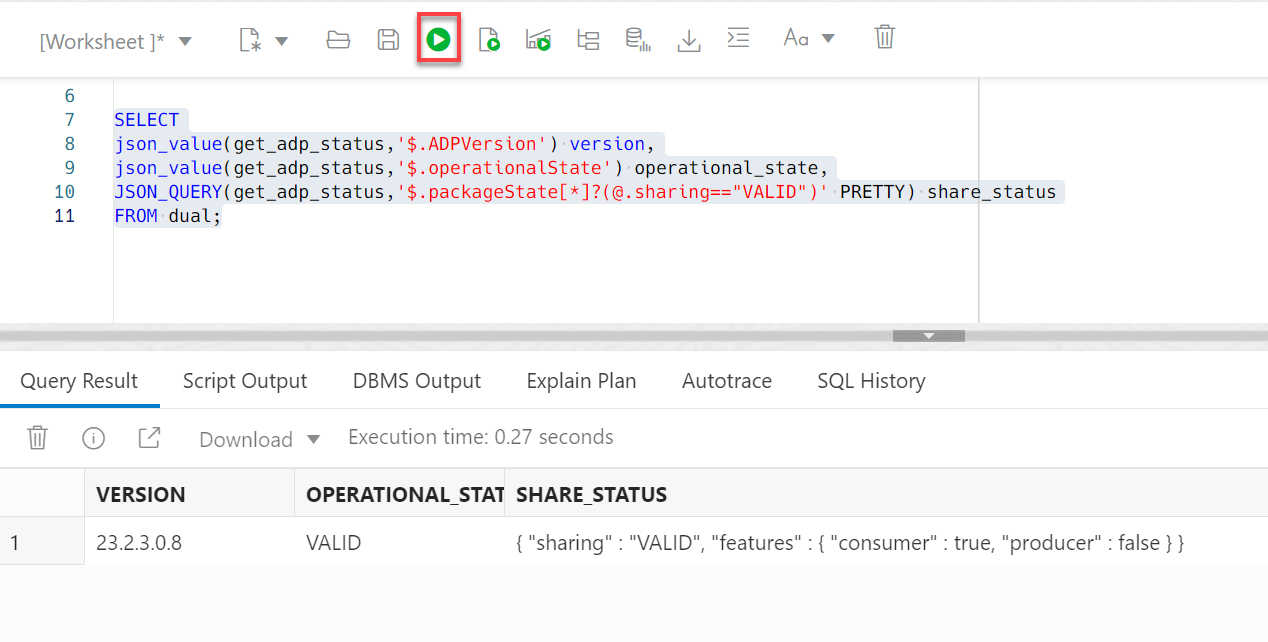 [Worksheet ]*
Aa
6
7 SELECT
8 json_value(get_adp_status,'$.ADPVersion') version,
9 json_value(get_adp_status,'$.operationalState') operational_state,
10 JSON_QUERY(get_adp_status,'$.packageState[*]?(@.sharing=="VALID")' PRETTY) share_status
11 FROM dual;
Query Result Script Output DBMS Output Explain Plan Autotrace SQL History
Download Execution time: 0.27 seconds
VERSION OPERATIONAL_STAT SHARE_STATUS
1 23.2.3.0.8 VALID { "sharing" : "VALID", "features" : { "consumer" : true, "producer" : false } }